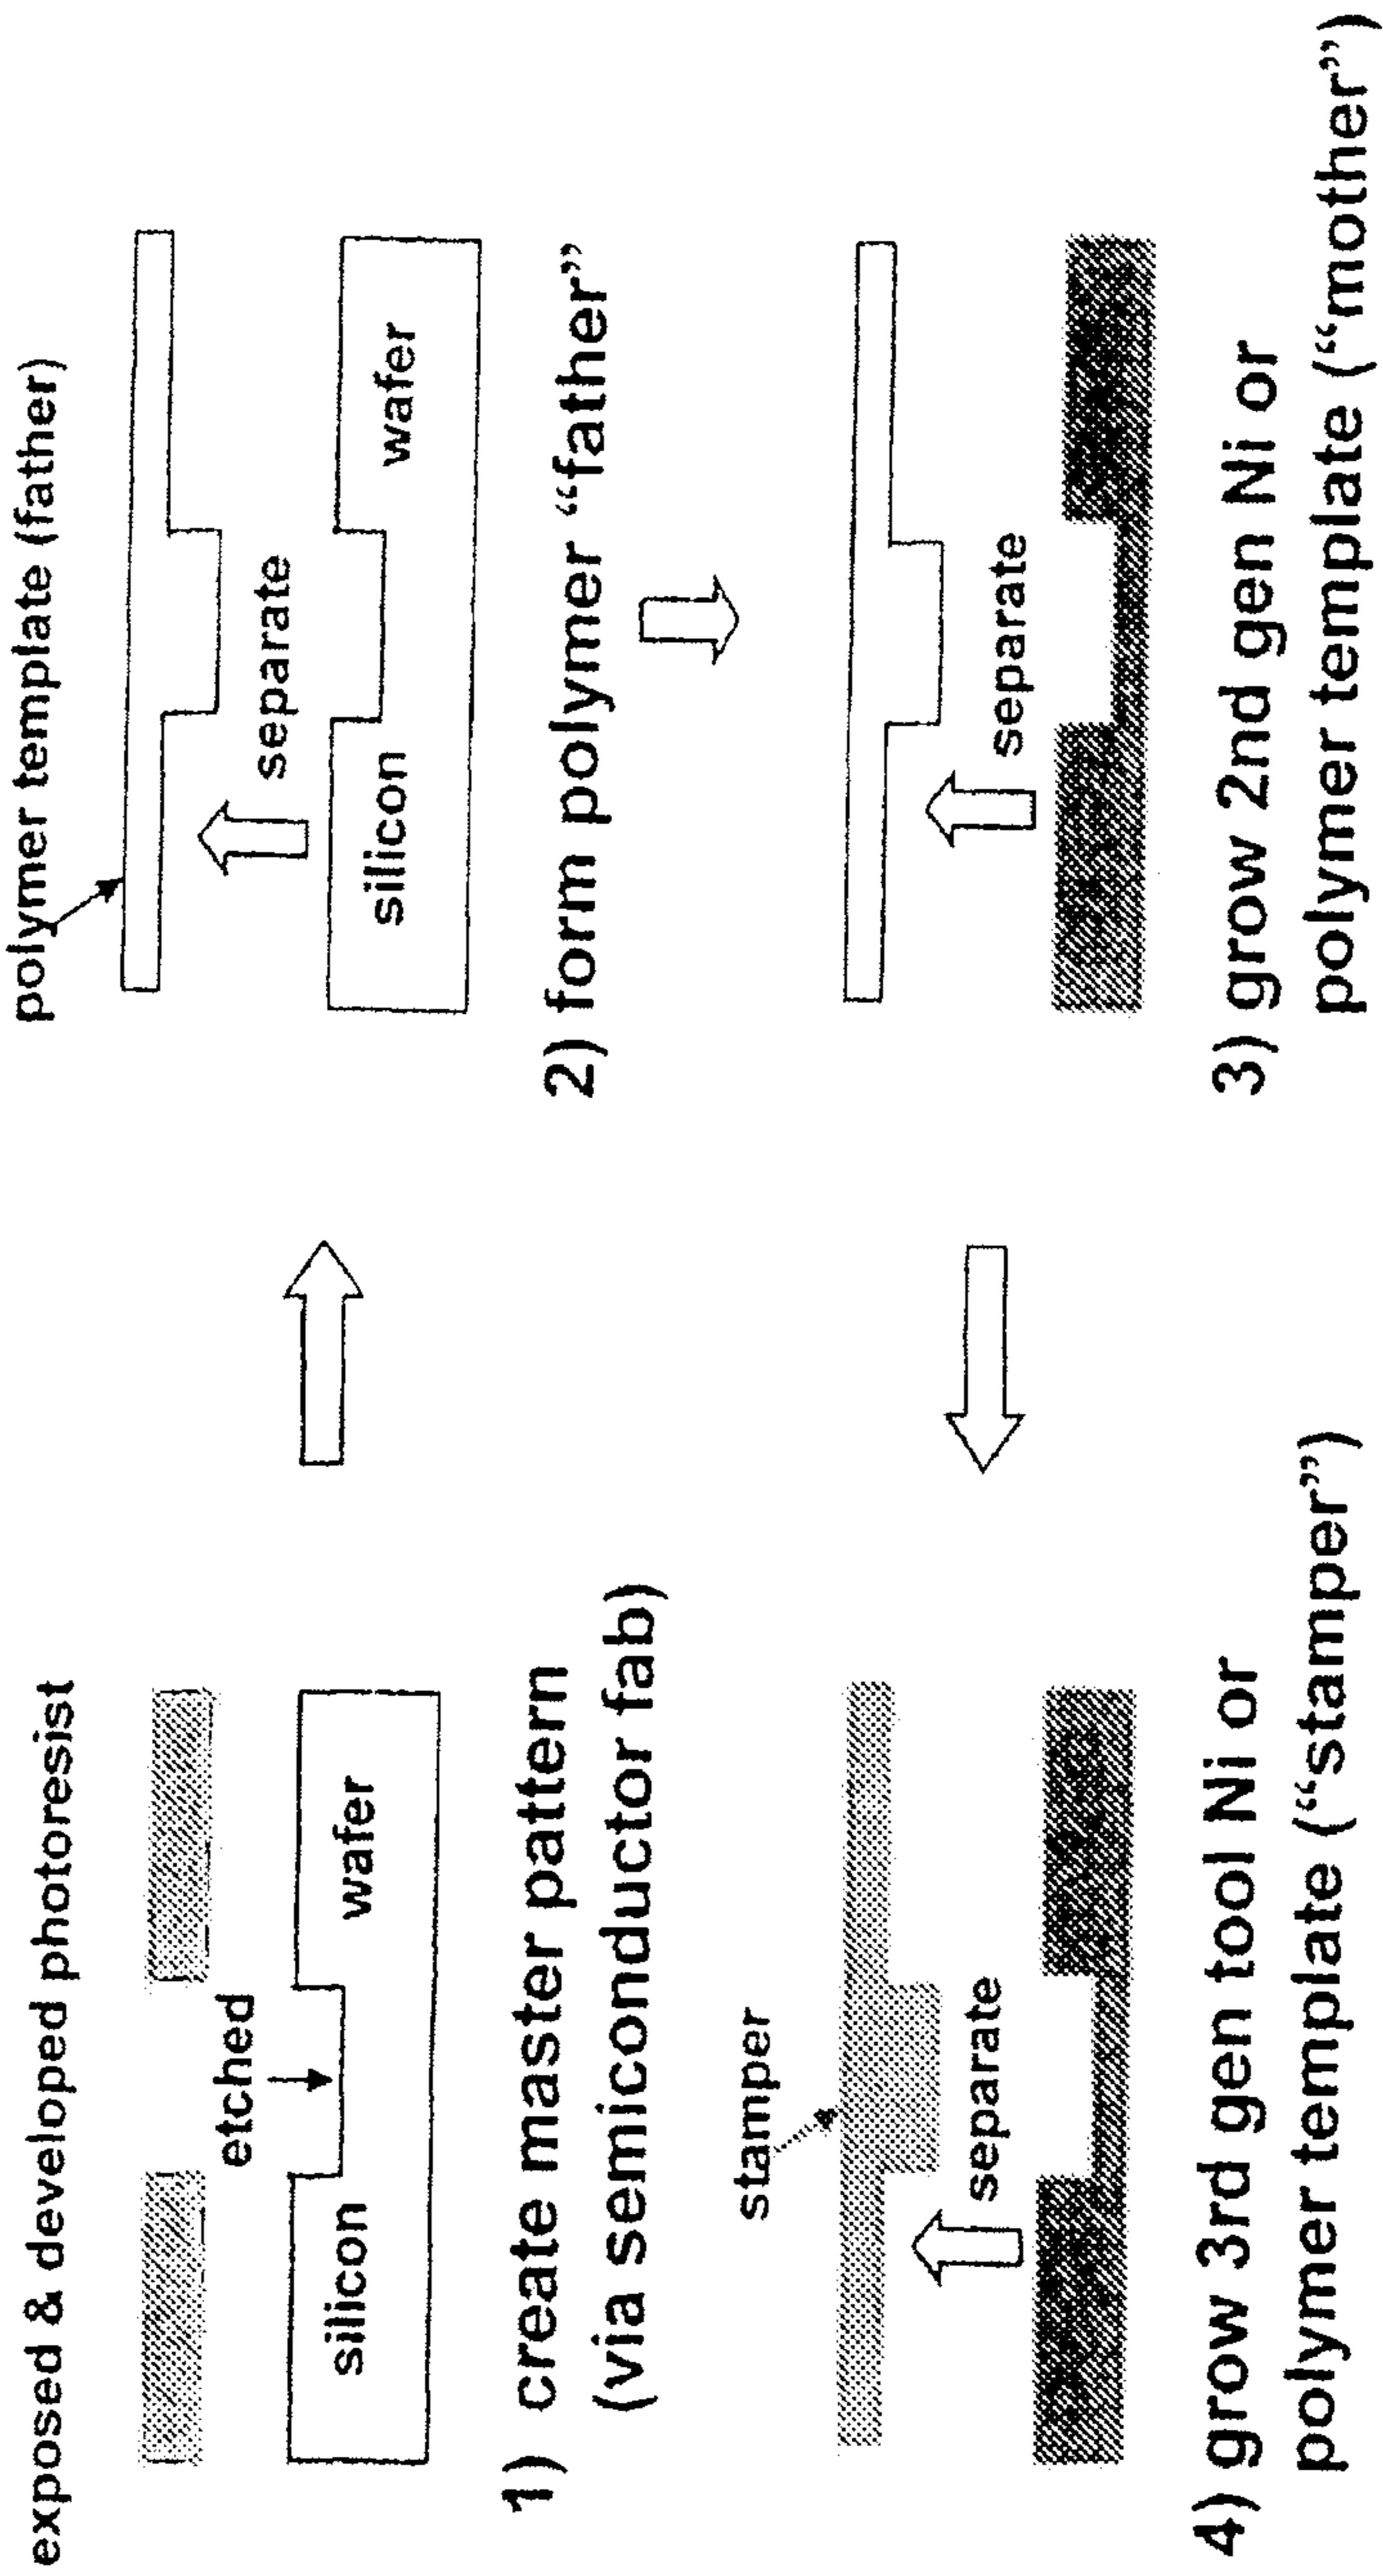 exposed & developed photoresist
etched
silicon wafer
1) create master pattern
(via semiconductor fab)
polymer template (father)
separate
silicon wafer
2) form polymer “father”
separate
3) grow 2nd gen Ni or
polymer template (“mother”)
stamper
separate
4) grow 3rd gen tool Ni or
polymer template (“stamper”)